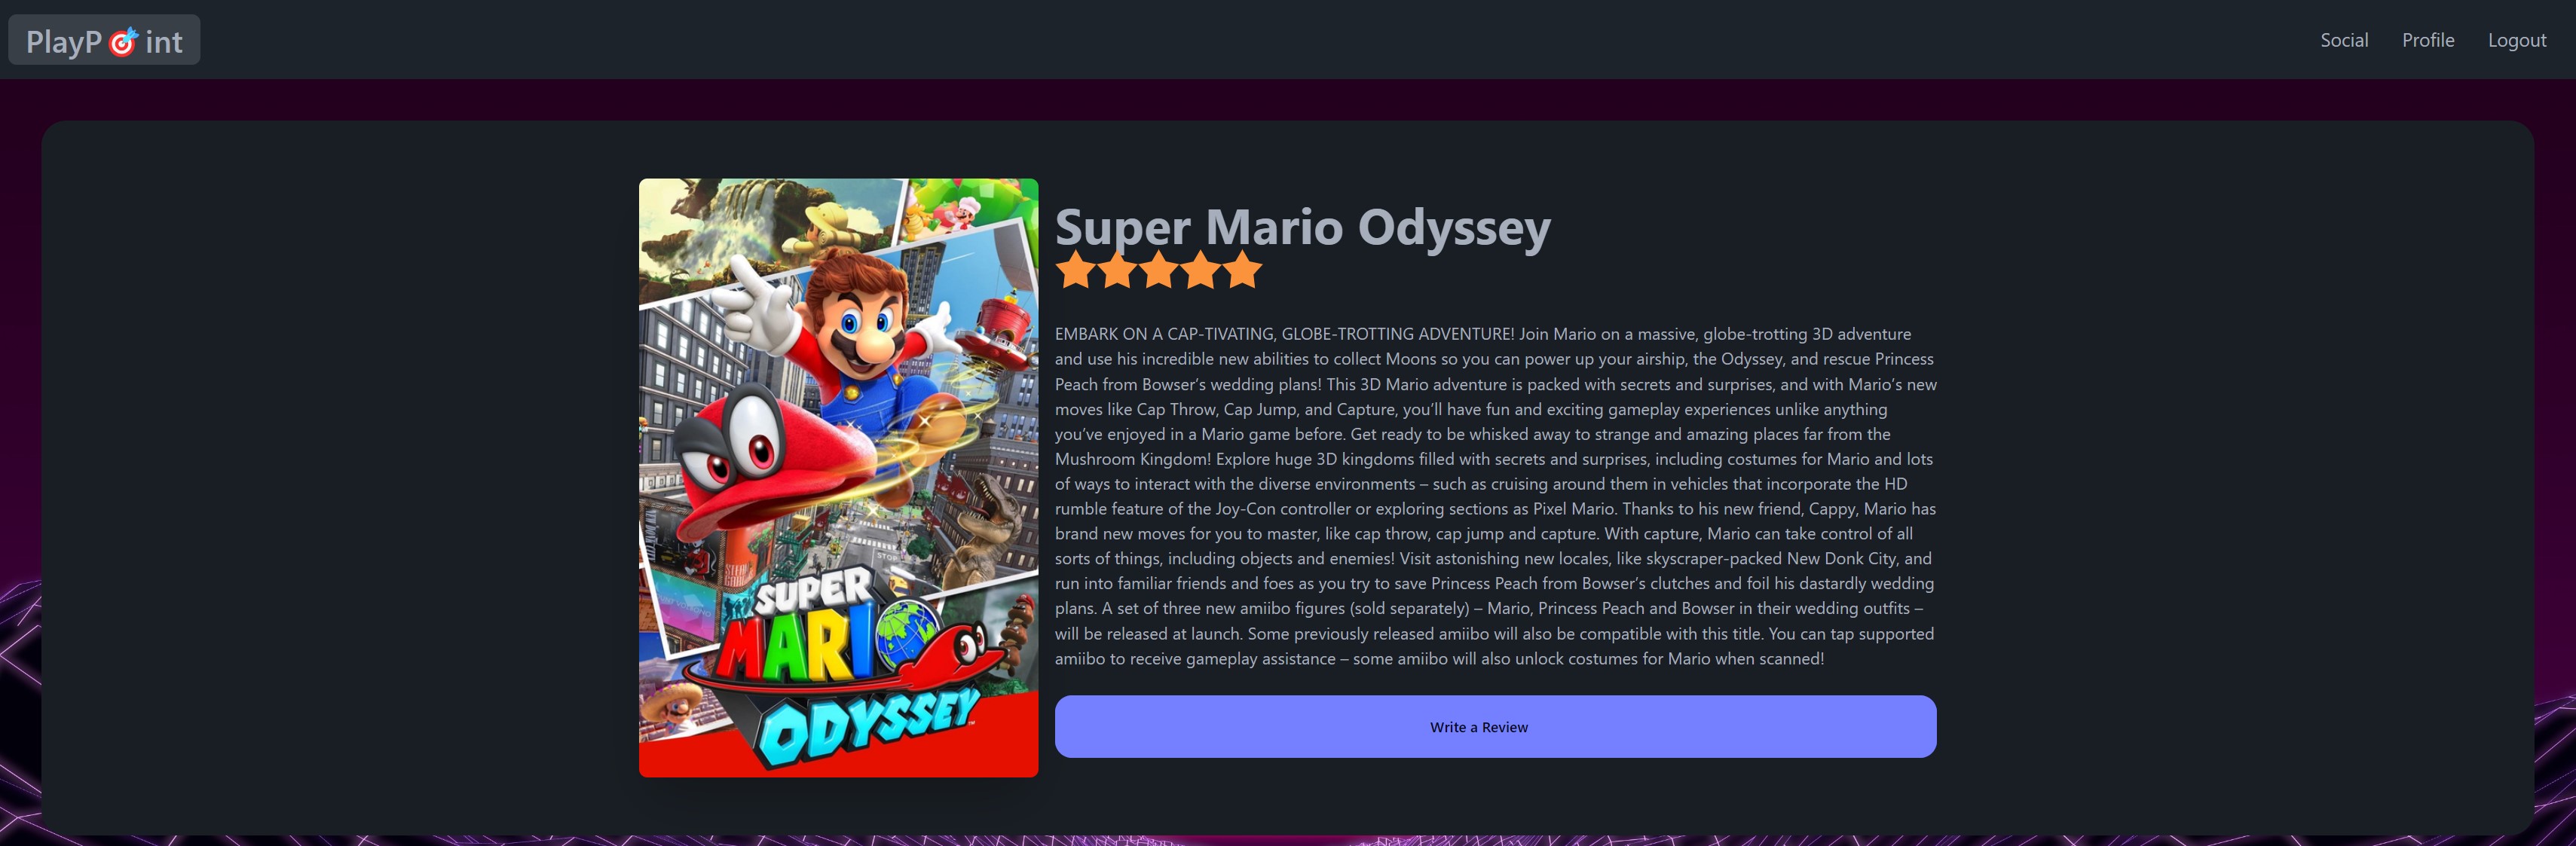 PlayP🎯int
Social
Profile
Logout
Super Mario Odyssey
EMBARK ON A CAP-TIVATING, GLOBE-TROTTING ADVENTURE! Join Mario on a massive, globe-trotting 3D adventure
and use his incredible new abilities to collect Moons so you can power up your airship, the Odyssey, and rescue Princess
Peach from Bowser’s wedding plans! This 3D Mario adventure is packed with secrets and surprises, and with Mario’s new
moves like Cap Throw, Cap Jump, and Capture, you’ll have fun and exciting gameplay experiences unlike anything
you’ve enjoyed in a Mario game before. Get ready to be whisked away to strange and amazing places far from the
Mushroom Kingdom! Explore huge 3D kingdoms filled with secrets and surprises, including costumes for Mario and lots
of ways to interact with the diverse environments – such as cruising around them in vehicles that incorporate the HD
rumble feature of the Joy-Con controller or exploring sections as Pixel Mario. Thanks to his new friend, Cappy, Mario has
brand new moves for you to master, like cap throw, cap jump and capture. With capture, Mario can take control of all
sorts of things, including objects and enemies! Visit astonishing new locales, like skyscraper-packed New Donk City, and
run into familiar friends and foes as you try to save Princess Peach from Bowser’s clutches and foil his dastardly wedding
plans. A set of three new amiibo figures (sold separately) – Mario, Princess Peach and Bowser in their wedding outfits –
will be released at launch. Some previously released amiibo will also be compatible with this title. You can tap supported
amiibo to receive gameplay assistance – some amiibo will also unlock costumes for Mario when scanned!
Write a Review
STOP
SUPER
MARIO
ODYSSEY